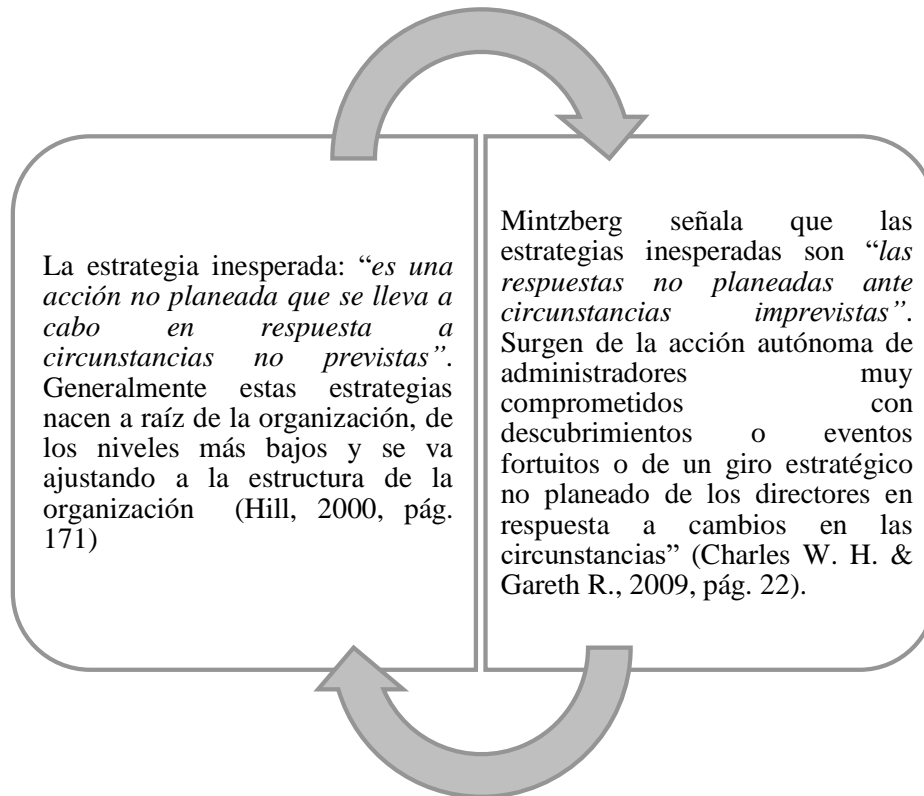 La estrategia inesperada: “es una
acción no planeada que se lleva a
cabo en respuesta a
circunstancias no previstas”.
Generalmente estas estrategias
nacen a raíz de la organización, de
los niveles más bajos y se va
ajustando a la estructura de la
organización (Hill, 2000, pág.
171)
Mintzberg señala que las
estrategias inesperadas son “las
respuestas no planeadas ante
circunstancias imprevistas”.
Surgen de la acción autónoma de
administradores muy
comprometidos con
descubrimientos o eventos
fortuitos o de un giro estratégico
no planeado de los directores en
respuesta a cambios en las
circunstancias” (Charles W. H. &
Gareth R., 2009, pág. 22).